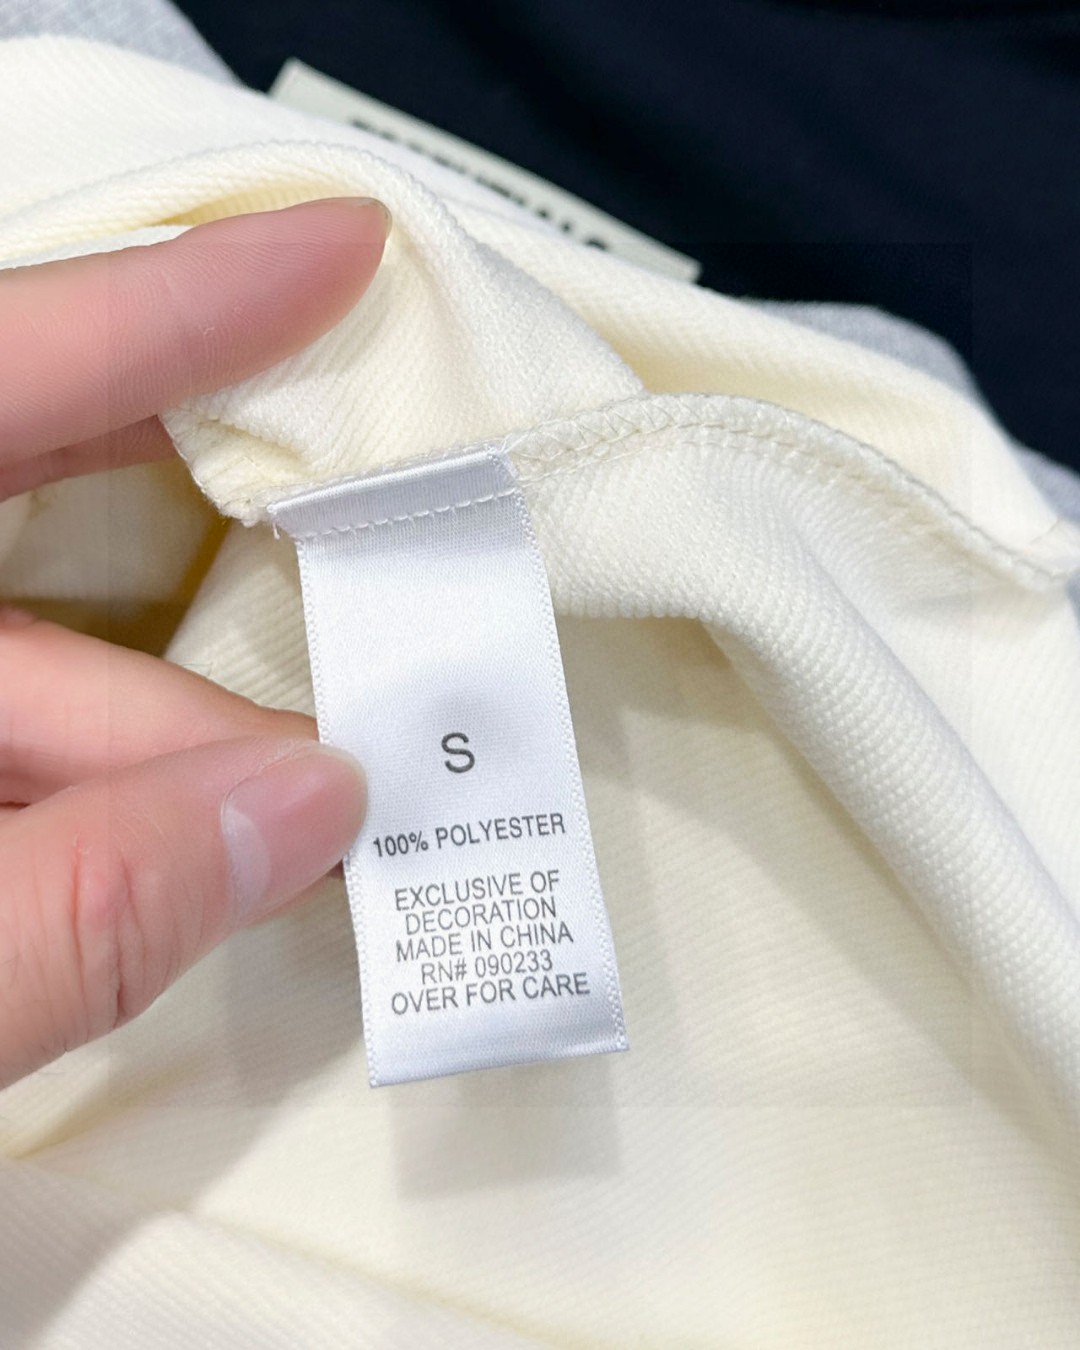 S
100% POLYESTER
EXCLUSIVE OF
DECORATION
MADE IN CHINA
RN# 090233
OVER FOR CARE